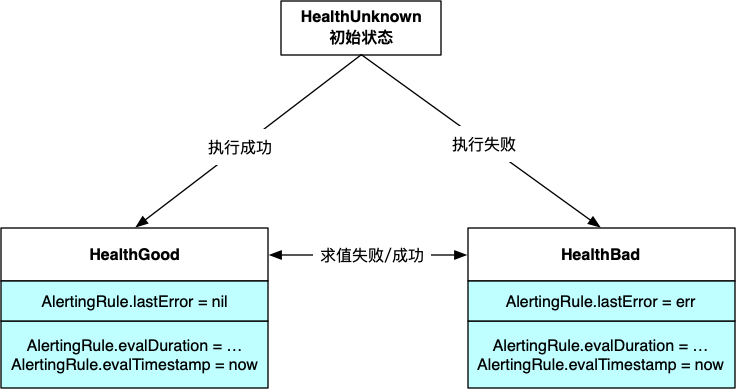 HealthUnknown
初始状态
执行成功
执行失败
HealthGood
求值失败/成功
HealthBad
AlertingRule.lastError = nil
AlertingRule.lastError = err
AlertingRule.evalDuration = …
AlertingRule.evalTimestamp = now
AlertingRule.evalDuration = …
AlertingRule.evalTimestamp = now